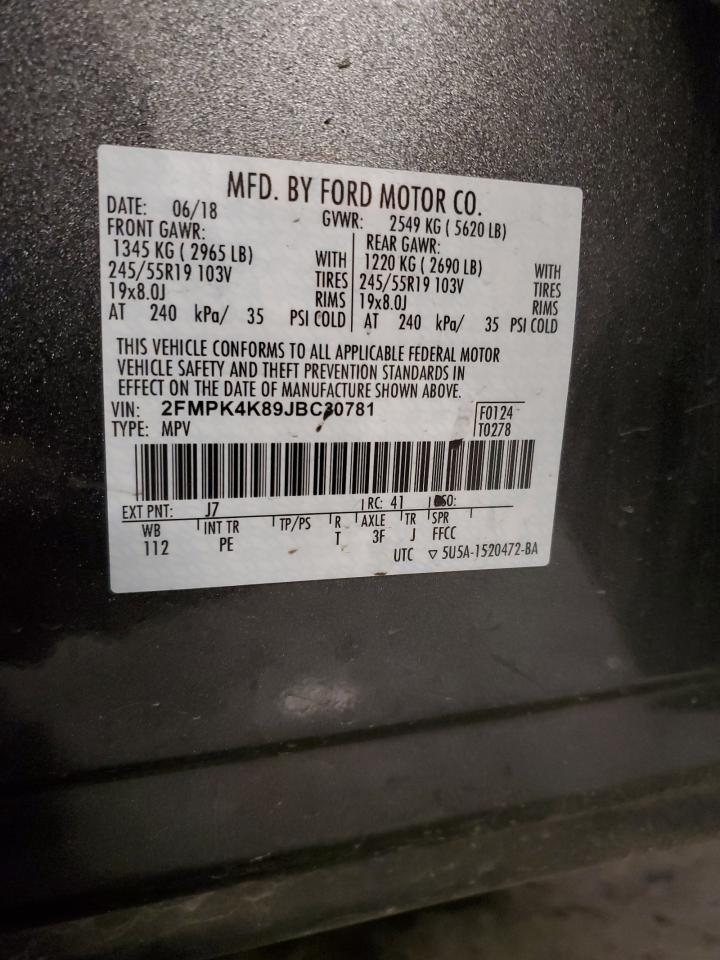 MFD. BY FORD MOTOR CO.
DATE: 06/18 GVWR: 2549 KG ( 5620 LB)
FRONT GAWR: REAR GAWR:
1345 KG ( 2965 LB) WITH 1220 KG ( 2690 LB) WITH
245/55R19 103V TIRES 245/55R19 103V TIRES
19x8.0J RIMS 19x8.0J RIMS
AT 240 kPa/ 35 PSI COLD AT 240 kPa/ 35 PSI COLD
THIS VEHICLE CONFORMS TO ALL APPLICABLE FEDERAL MOTOR
VEHICLE SAFETY AND THEFT PREVENTION STANDARDS IN
EFFECT ON THE DATE OF MANUFACTURE SHOWN ABOVE.
VIN: 2FMPK4K89JBC30781 F0124
TYPE: MPV T0278
EXT PNT: J7 RC: 41 DSO:
WB INT TR TP/PS R AXLE TR SPR
112 PE T 3F J FFCC
UTC ▽ 5U5A-1520472-BA